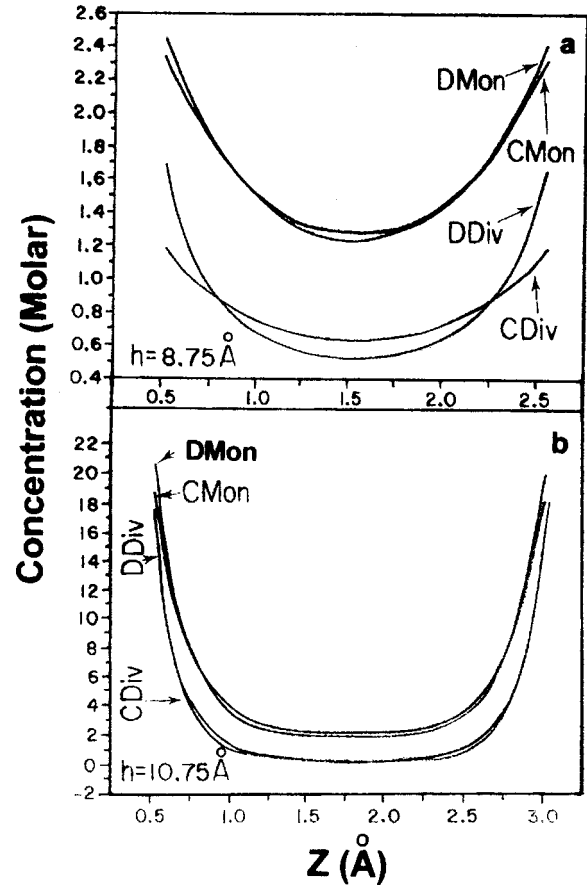 Concentration (Molar)
2.6
2.4
2.2
2.0
1.8
1.6
1.4
1.2
1.0
0.8
0.6
0.4
a
DMon
CMon
DDiv
CDiv
h=8.75 Å
0.5 1.0 1.5 2.0 2.5
22
20
18
16
14
12
10
8
6
4
2
0
-2
b
DMon
CMon
DDiv
CDiv
h=10.75 Å
0.5 1.0 1.5 2.0 2.5 3.0
Z (Å)